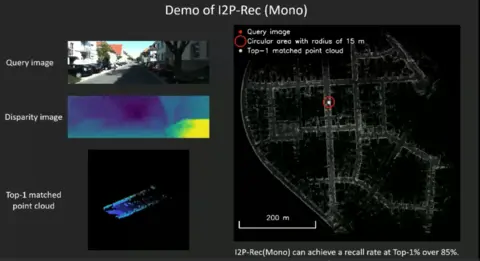 Demo of I2P-Rec (Mono)
Query image
Disparity image
Top-1 matched
point cloud
Query image
Circular area with radius of 15 m
Top-1 matched point cloud
200 m
I2P-Rec(Mono) can achieve a recall rate at Top-1% over 85%.